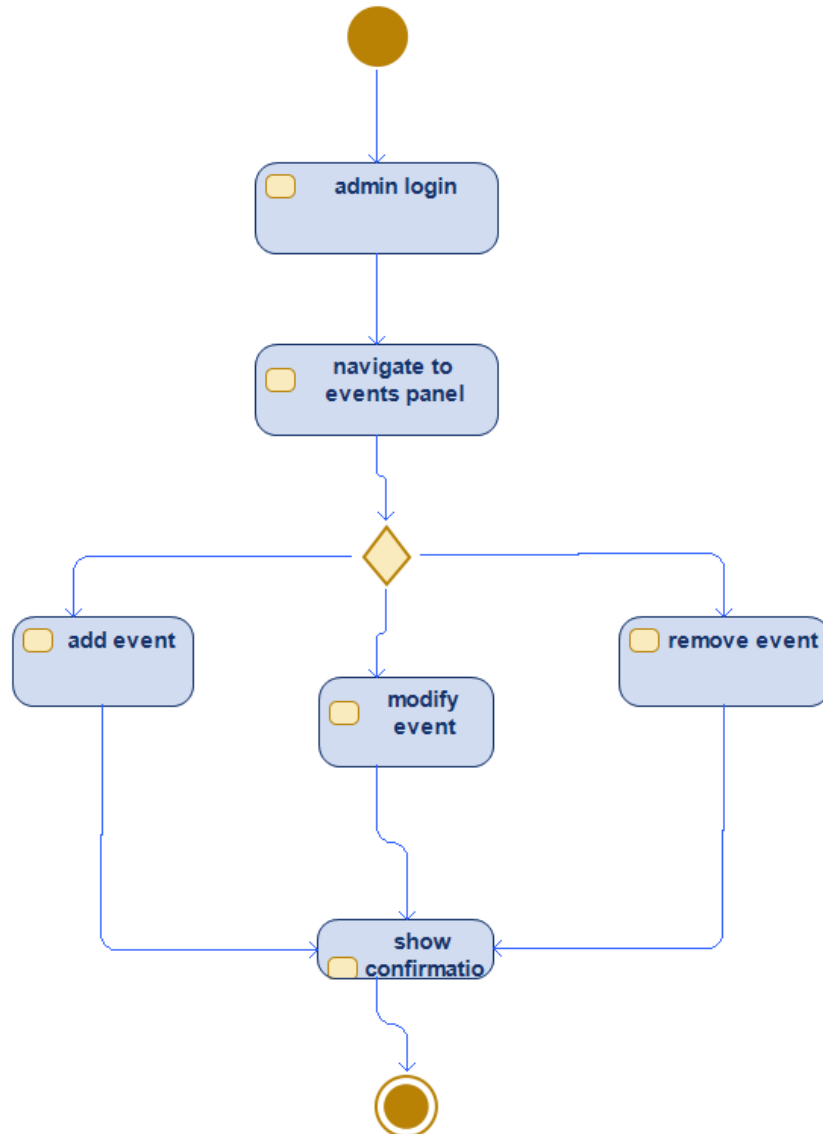 admin login
navigate to
events panel
add event
modify
event
remove event
show
confirmatio